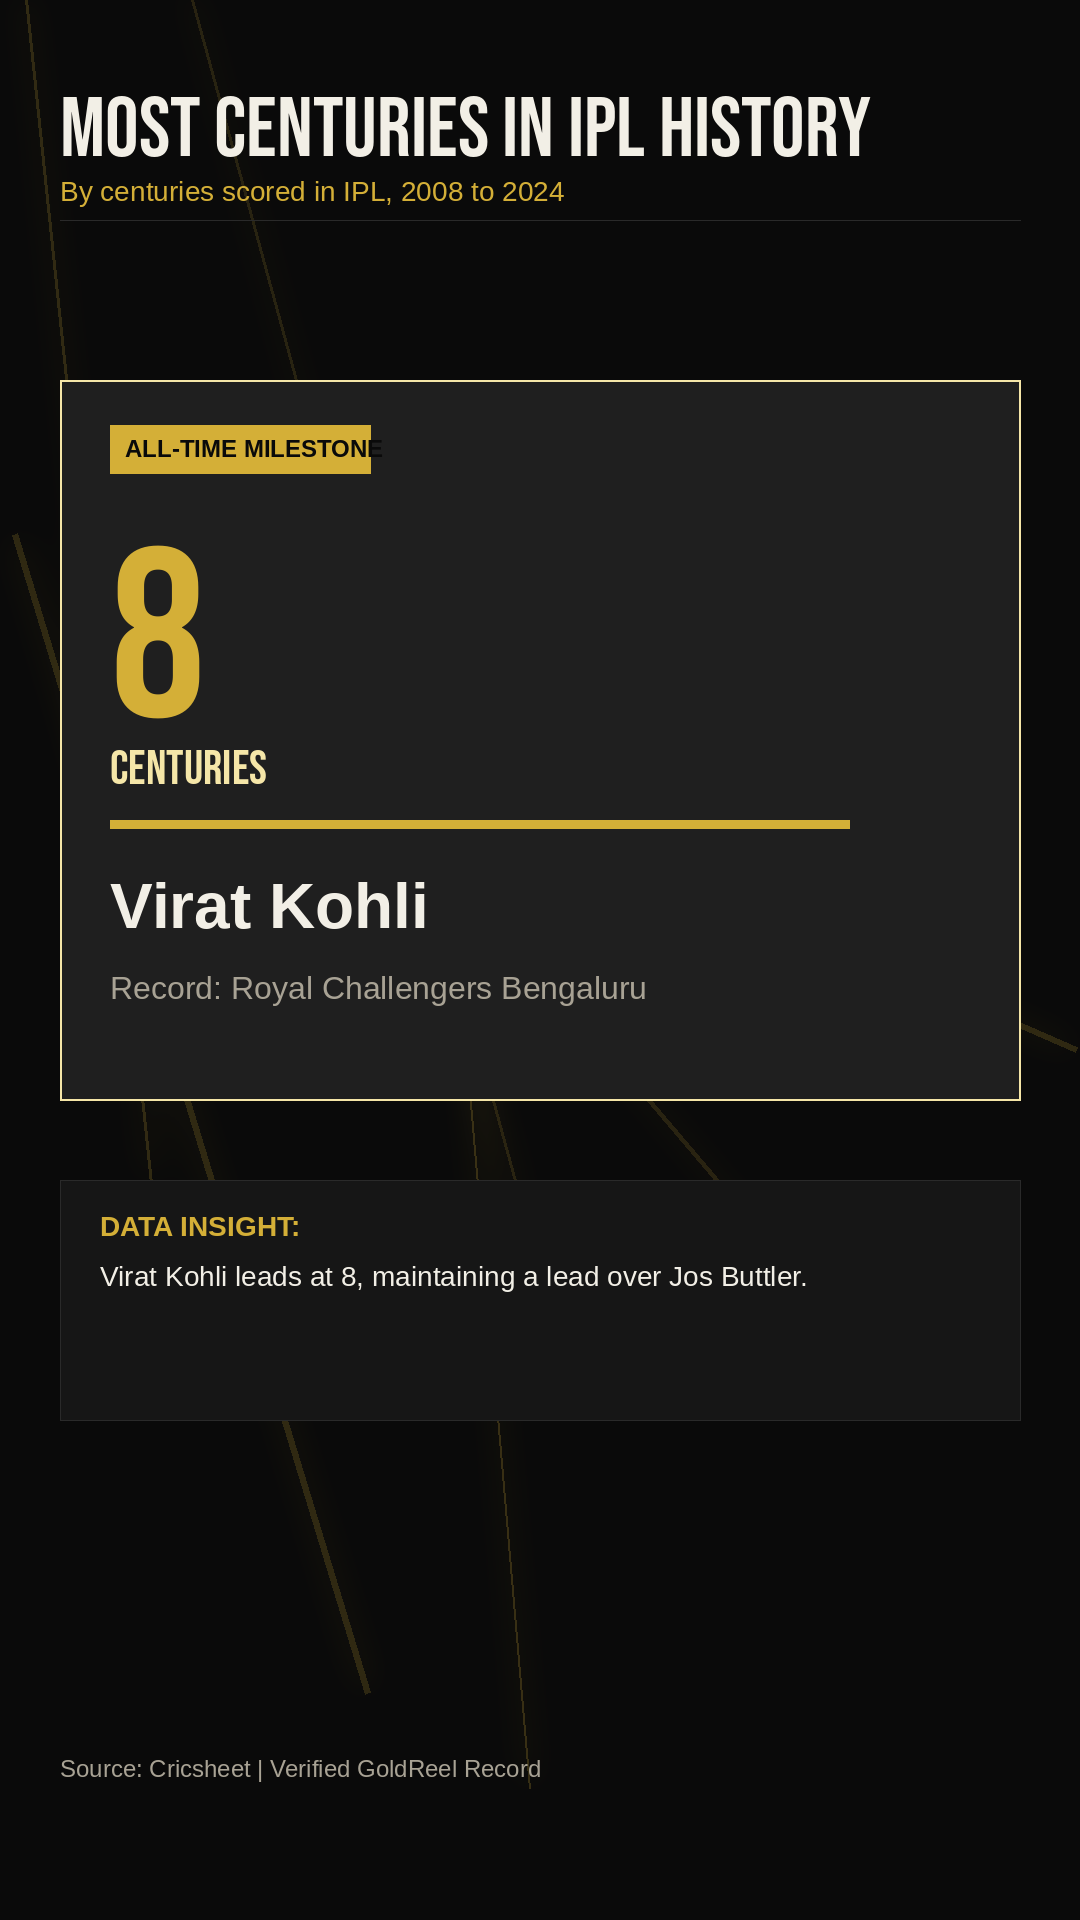 MOST CENTURIES IN IPL HISTORY
By centuries scored in IPL, 2008 to 2024
ALL-TIME MILESTONE
8
CENTURIES
Virat Kohli
Record: Royal Challengers Bengaluru
DATA INSIGHT:
Virat Kohli leads at 8, maintaining a lead over Jos Buttler.
Source: Cricsheet | Verified GoldReel Record